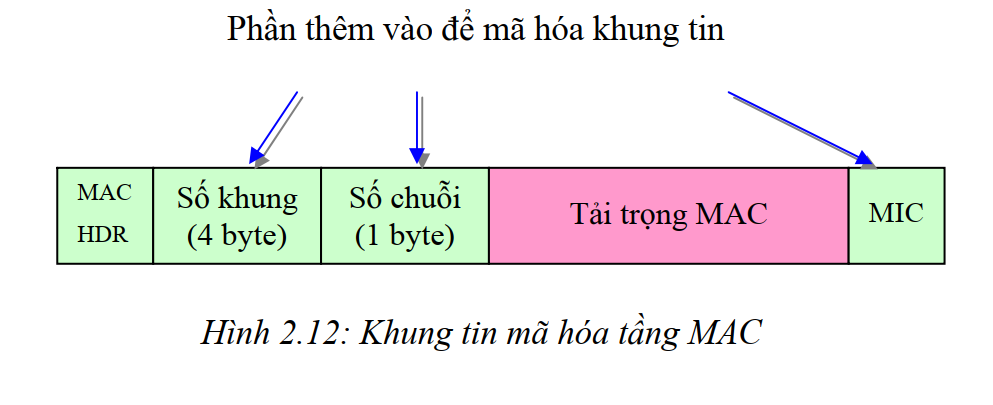 Phần thêm vào để mã hóa khung tin
MAC
HDR
Số khung
(4 byte)
Số chuỗi
(1 byte)
Tải trọng MAC
MIC
Hình 2.12: Khung tin mã hóa tầng MAC